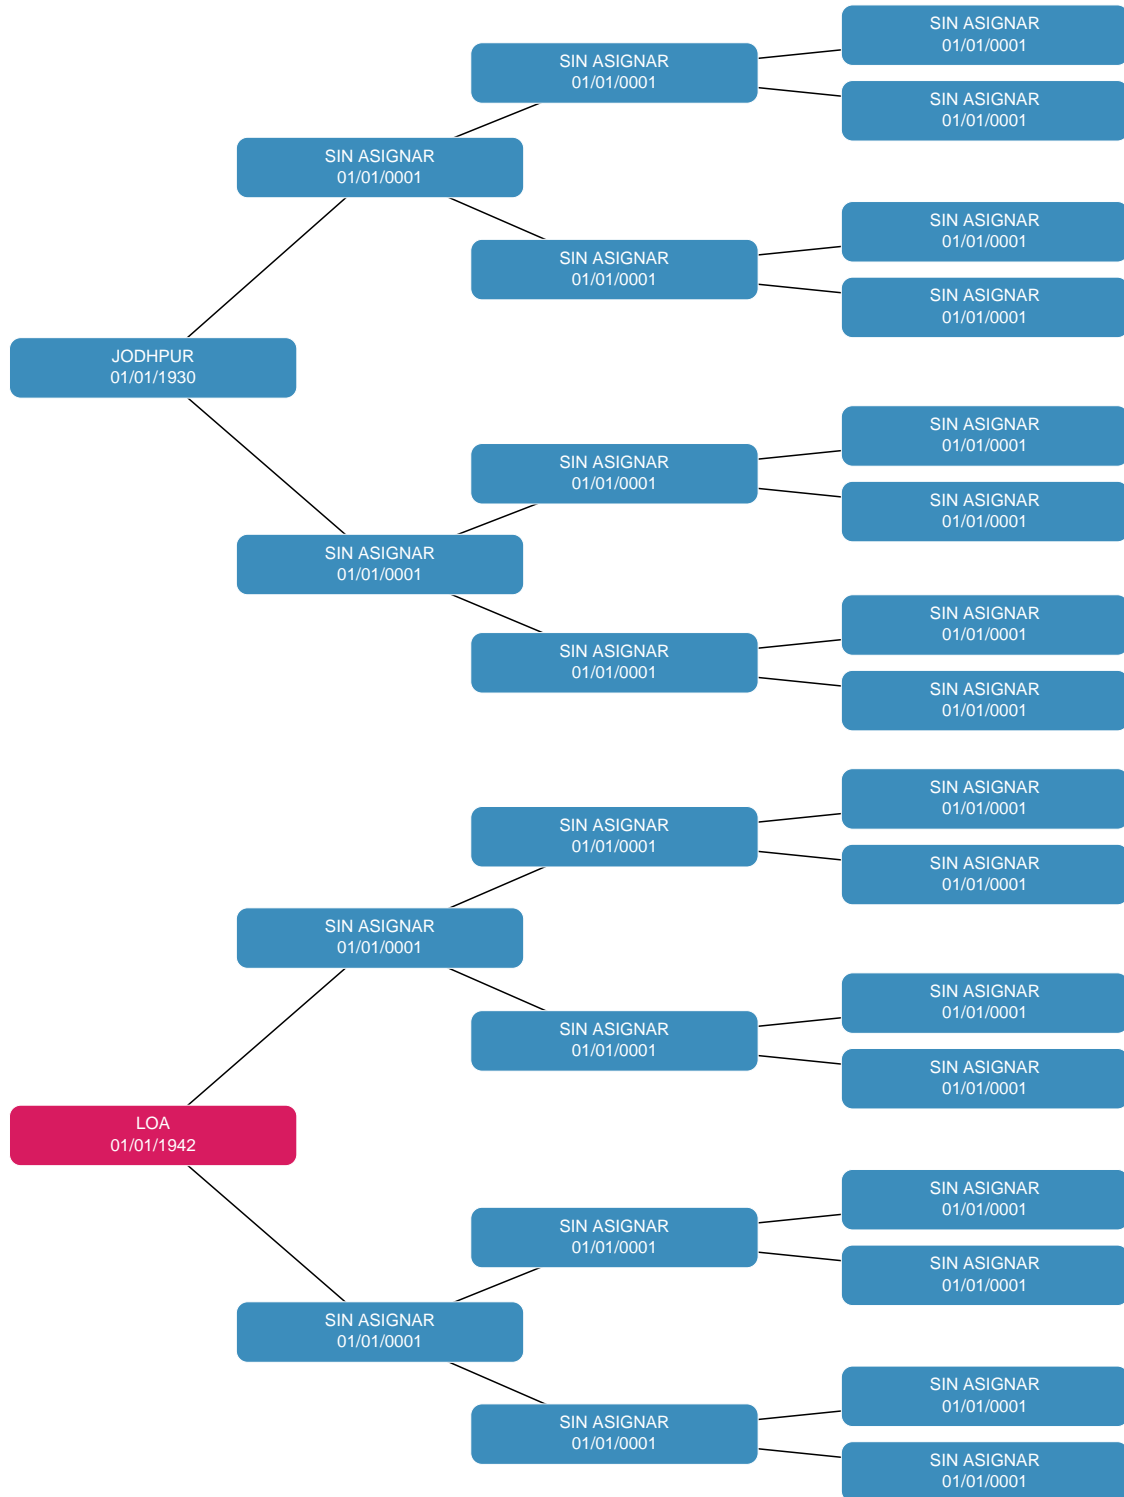 SIN ASIGNAR
01/01/0001
SIN ASIGNAR
01/01/0001
SIN ASIGNAR
01/01/0001
SIN ASIGNAR
01/01/0001
SIN ASIGNAR
01/01/0001
SIN ASIGNAR
01/01/0001
SIN ASIGNAR
01/01/0001
JODHPUR
01/01/1930
SIN ASIGNAR
01/01/0001
SIN ASIGNAR
01/01/0001
SIN ASIGNAR
01/01/0001
SIN ASIGNAR
01/01/0001
SIN ASIGNAR
01/01/0001
SIN ASIGNAR
01/01/0001
SIN ASIGNAR
01/01/0001
SIN ASIGNAR
01/01/0001
SIN ASIGNAR
01/01/0001
SIN ASIGNAR
01/01/0001
SIN ASIGNAR
01/01/0001
SIN ASIGNAR
01/01/0001
SIN ASIGNAR
01/01/0001
SIN ASIGNAR
01/01/0001
LOA
01/01/1942
SIN ASIGNAR
01/01/0001
SIN ASIGNAR
01/01/0001
SIN ASIGNAR
01/01/0001
SIN ASIGNAR
01/01/0001
SIN ASIGNAR
01/01/0001
SIN ASIGNAR
01/01/0001
SIN ASIGNAR
01/01/0001